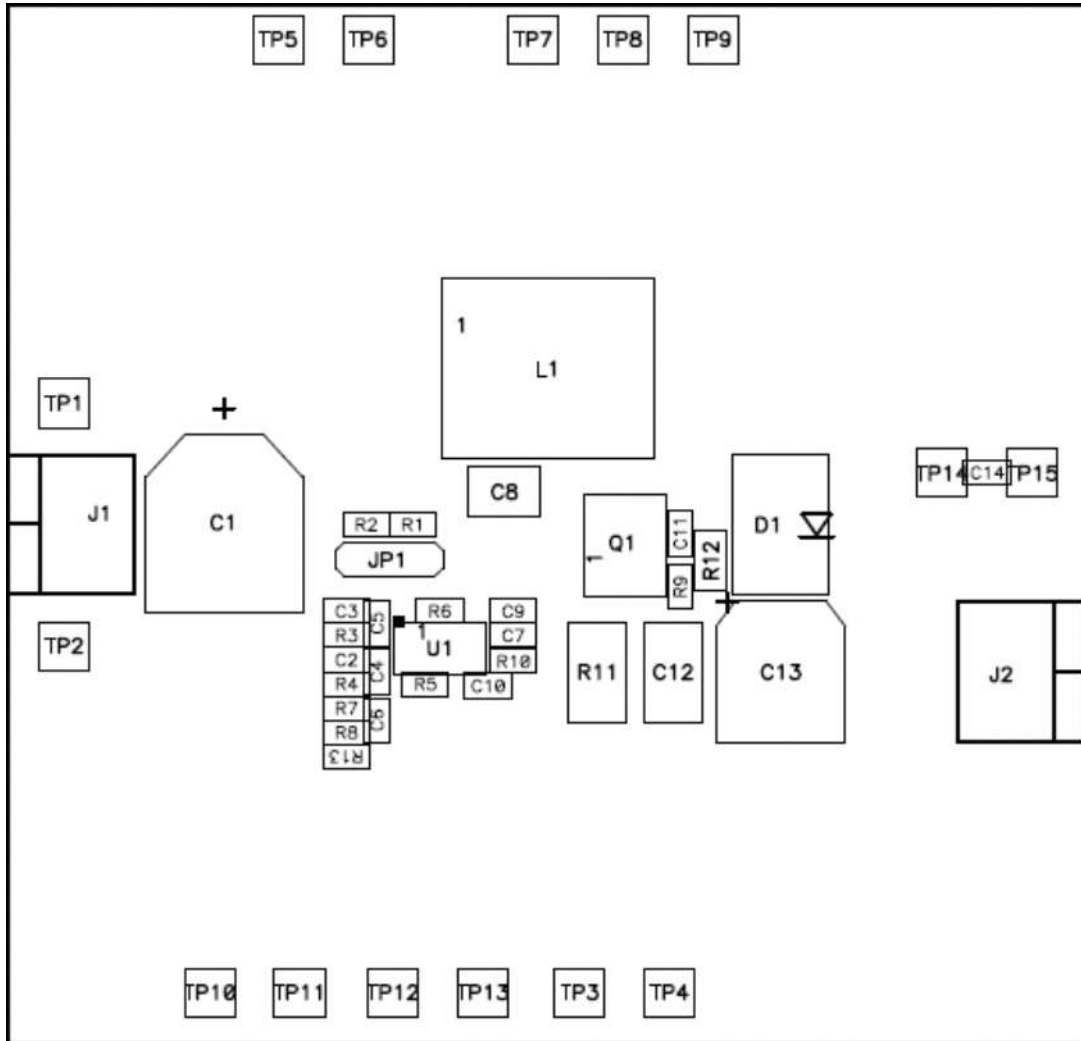 TP5 TP6 TP7 TP8 TP9
1
L1
TP1
+
TP14 C14 TP15
C8
J1 C1 R2 R1 Q1 1 C11 R12 D1
JP1
R9
+
C3 C5 R6 C9
R3 1 U1 C7
TP2
C2 C4 R10
R4 R5 C10 R11 C12 C13 J2
R7 C6
R8
R13
TP10 TP11 TP12 TP13 TP3 TP4